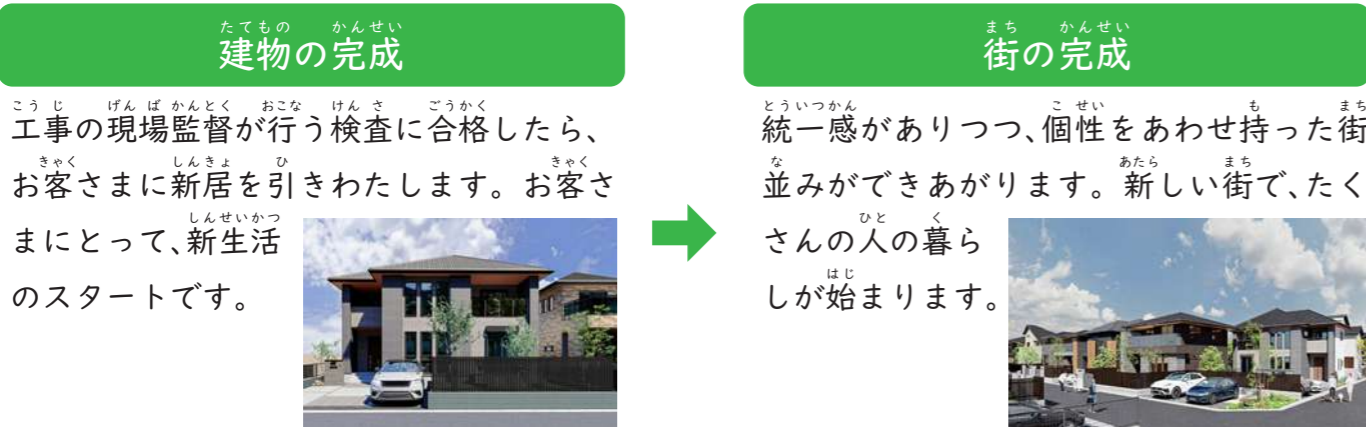 建物の完成
工事の現場監督が行う検査に合格したら、
お客さまに新居を引きわたします。お客さ
まにとって、新生活
のスタートです。
街の完成
統一感がありつつ、個性をあわせ持った街
並みができあがります。新しい街で、たく
さんの人の暮ら
しが始まります。